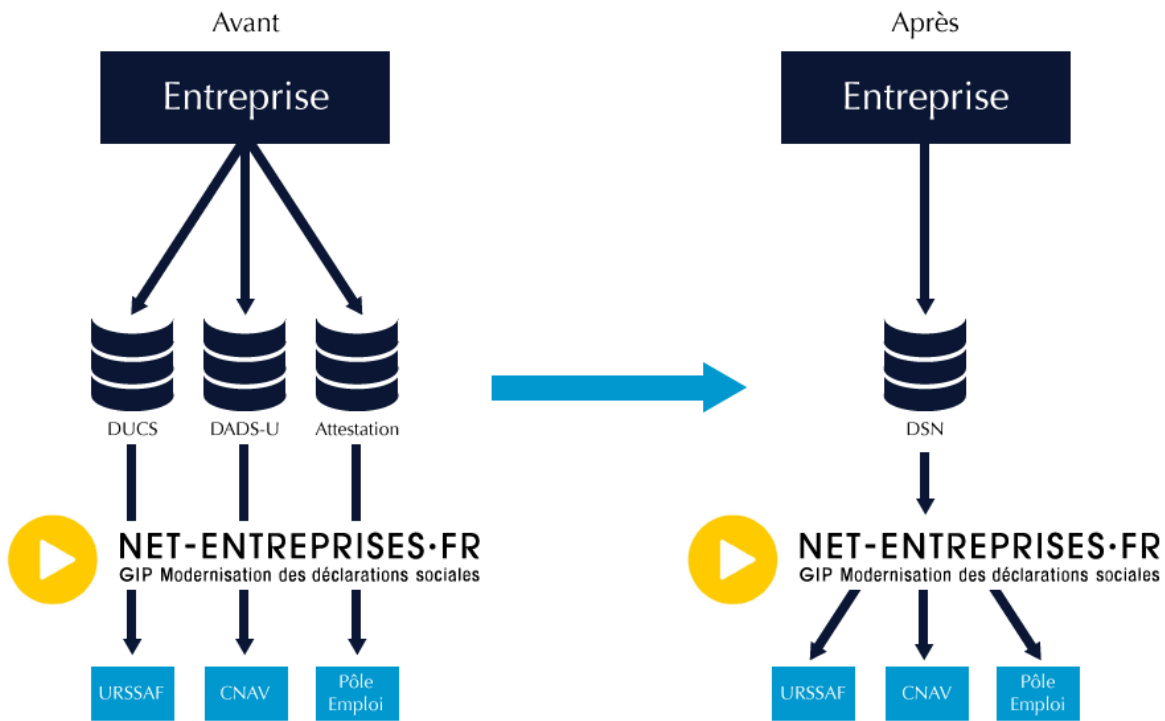 Avant
Après
Entreprise
Entreprise
DUCS
DADS-U
Attestation
DSN
NET-ENTREPRISES·FR
GIP Modernisation des déclarations sociales
NET-ENTREPRISES·FR
GIP Modernisation des déclarations sociales
URSSAF
CNAV
Pôle
Emploi
URSSAF
CNAV
Pôle
Emploi